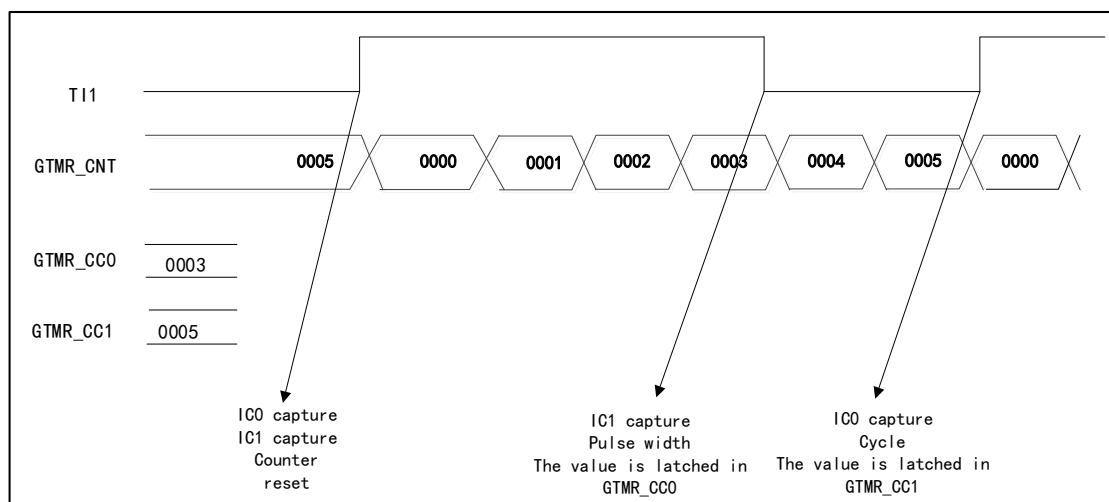 TI1
GTMR_CNT
0005 0000 0001 0002 0003 0004 0005 0000
GTMR_CC0
0003
GTMR_CC1
0005
IC0 capture
IC1 capture
Counter
reset
IC1 capture
Pulse width
The value is latched in
GTMR_CC0
IC0 capture
Cycle
The value is latched in
GTMR_CC1